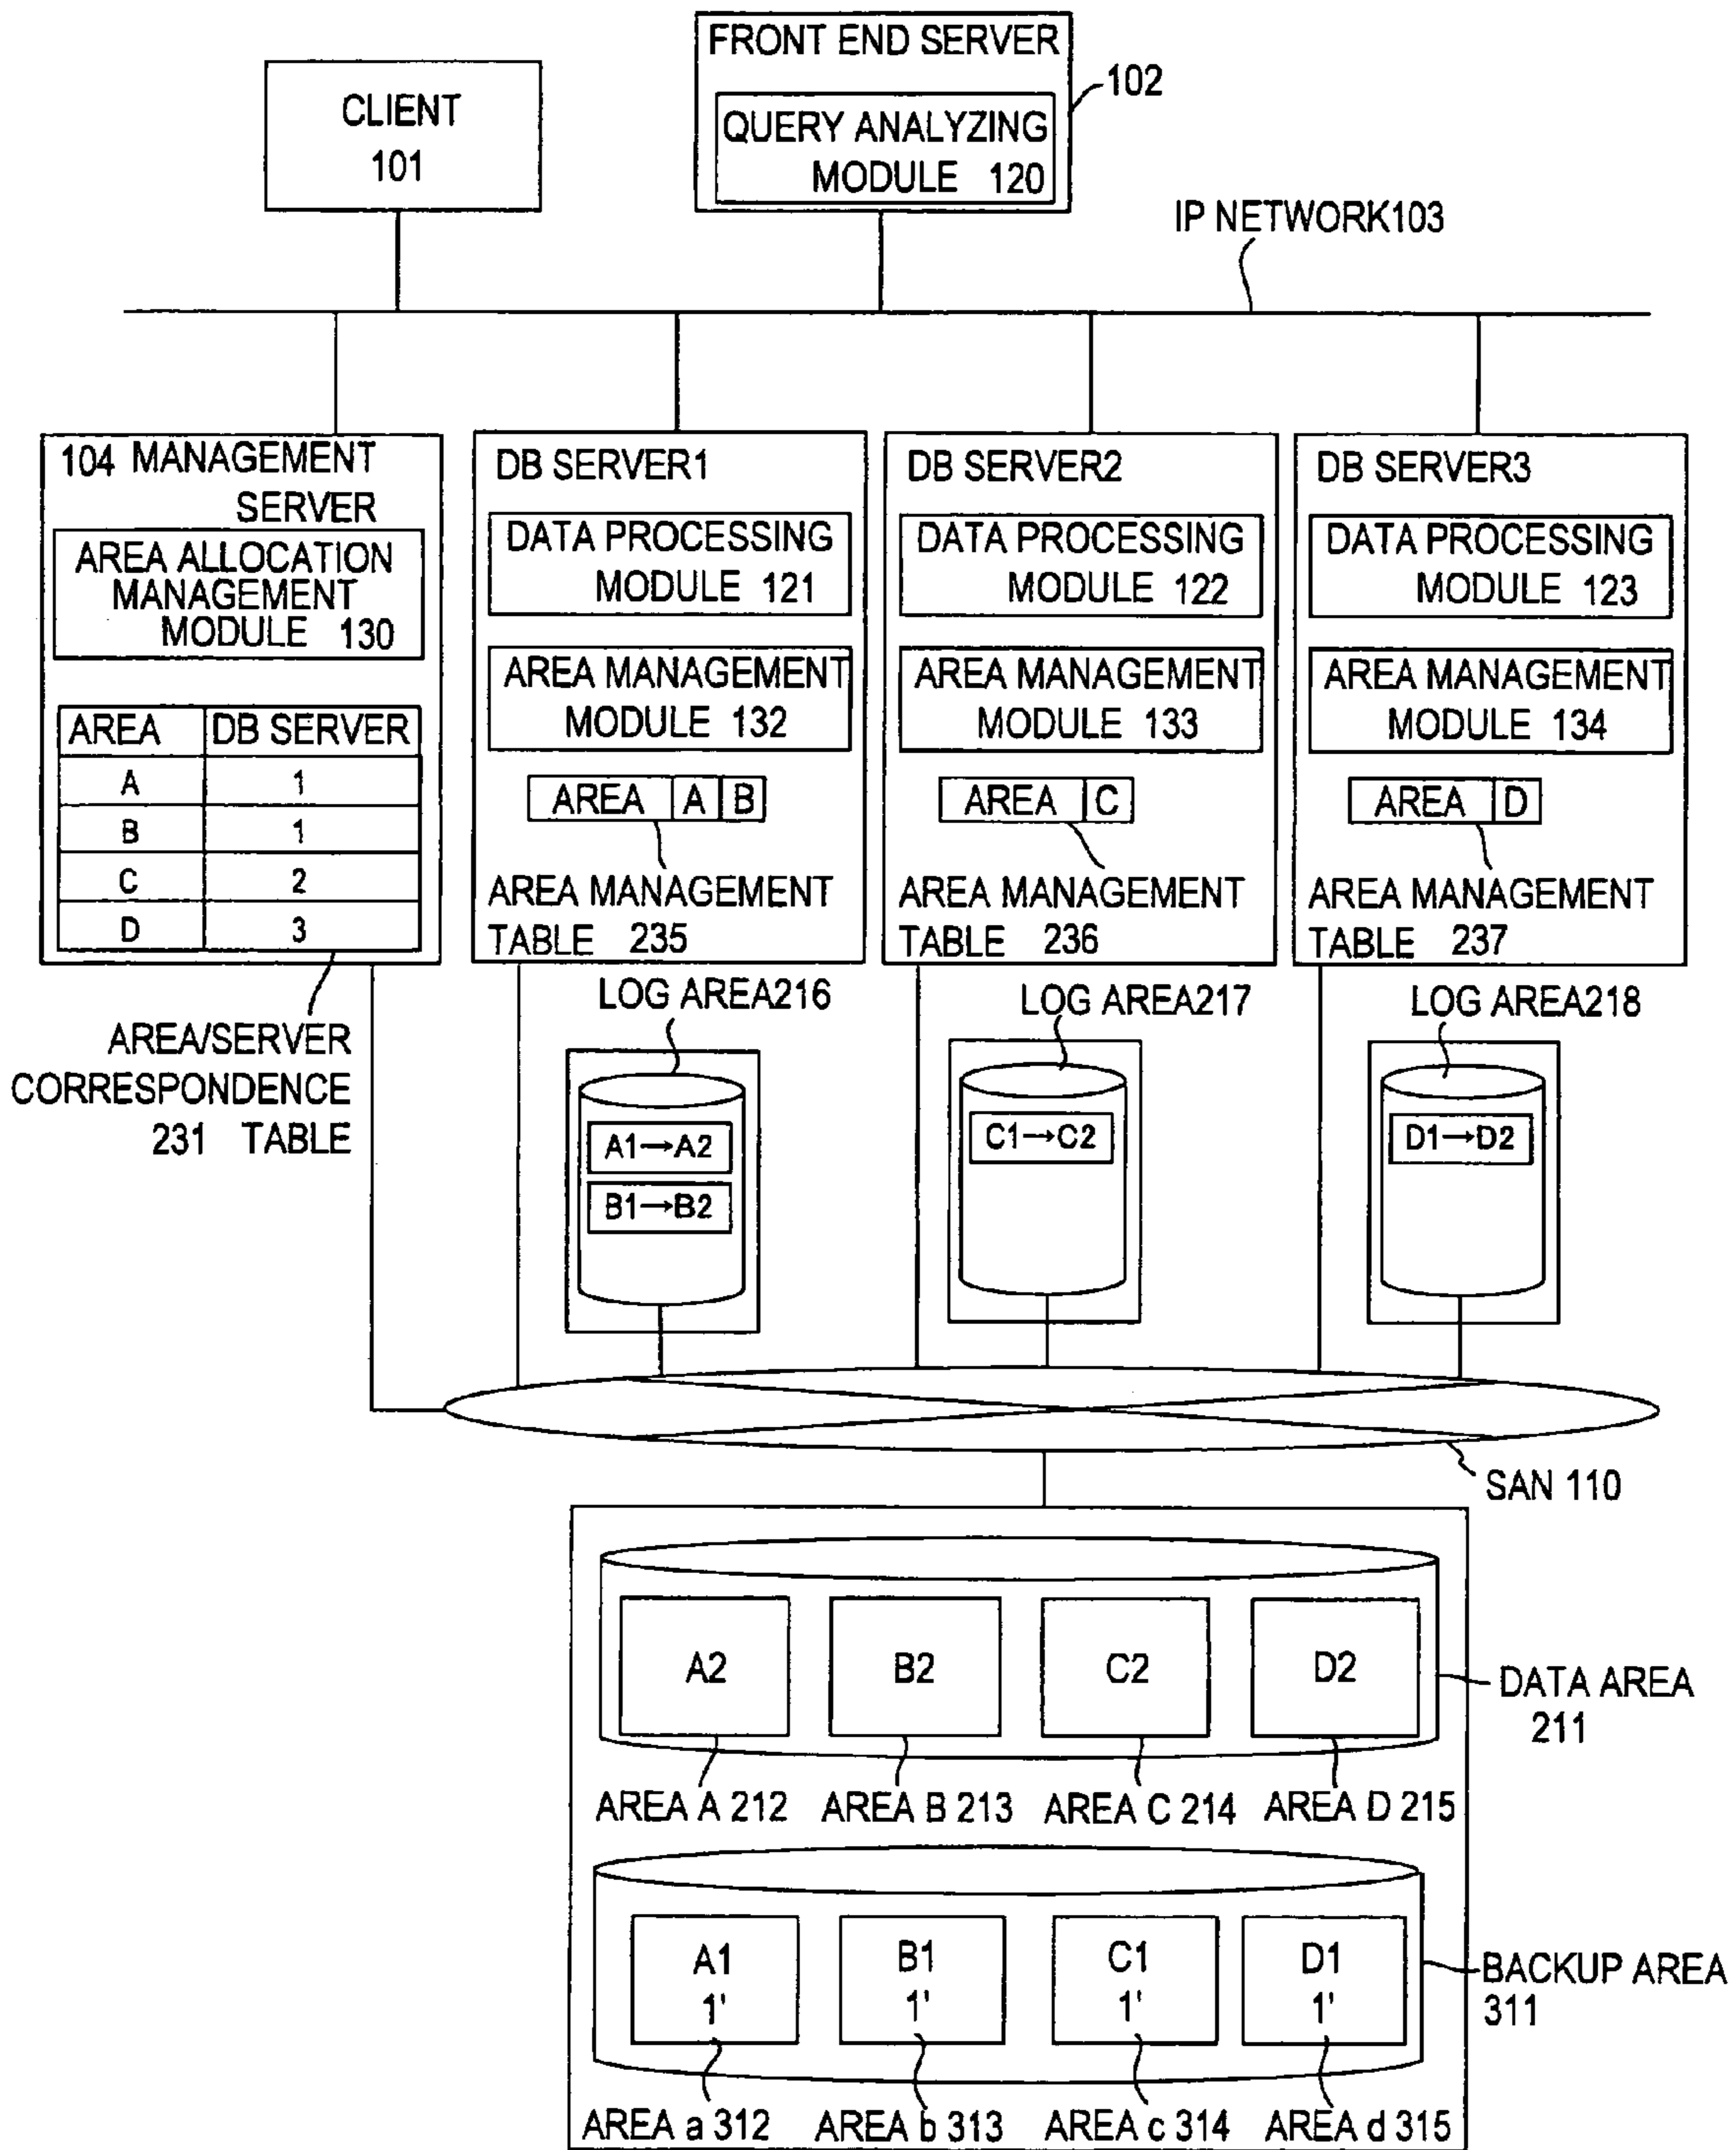 FRONT END SERVER
102
QUERY ANALYZING
MODULE 120
CLIENT
101
IP NETWORK103
104 MANAGEMENT
SERVER
AREA ALLOCATION
MANAGEMENT
MODULE 130
AREA DB SERVER
A 1
B 1
C 2
D 3
AREA/SERVER
CORRESPONDENCE
231 TABLE
DB SERVER1
DATA PROCESSING
MODULE 121
AREA MANAGEMENT
MODULE 132
AREA A B
AREA MANAGEMENT
TABLE 235
DB SERVER2
DATA PROCESSING
MODULE 122
AREA MANAGEMENT
MODULE 133
AREA C
AREA MANAGEMENT
TABLE 236
DB SERVER3
DATA PROCESSING
MODULE 123
AREA MANAGEMENT
MODULE 134
AREA D
AREA MANAGEMENT
TABLE 237
LOG AREA216
A1→A2
B1→B2
LOG AREA217
C1→C2
LOG AREA218
D1→D2
SAN 110
A2 B2 C2 D2
DATA AREA
211
AREA A 212 AREA B 213 AREA C 214 AREA D 215
A1 B1 C1 D1
1' 1' 1' 1'
BACKUP AREA
311
AREA a 312 AREA b 313 AREA c 314 AREA d 315